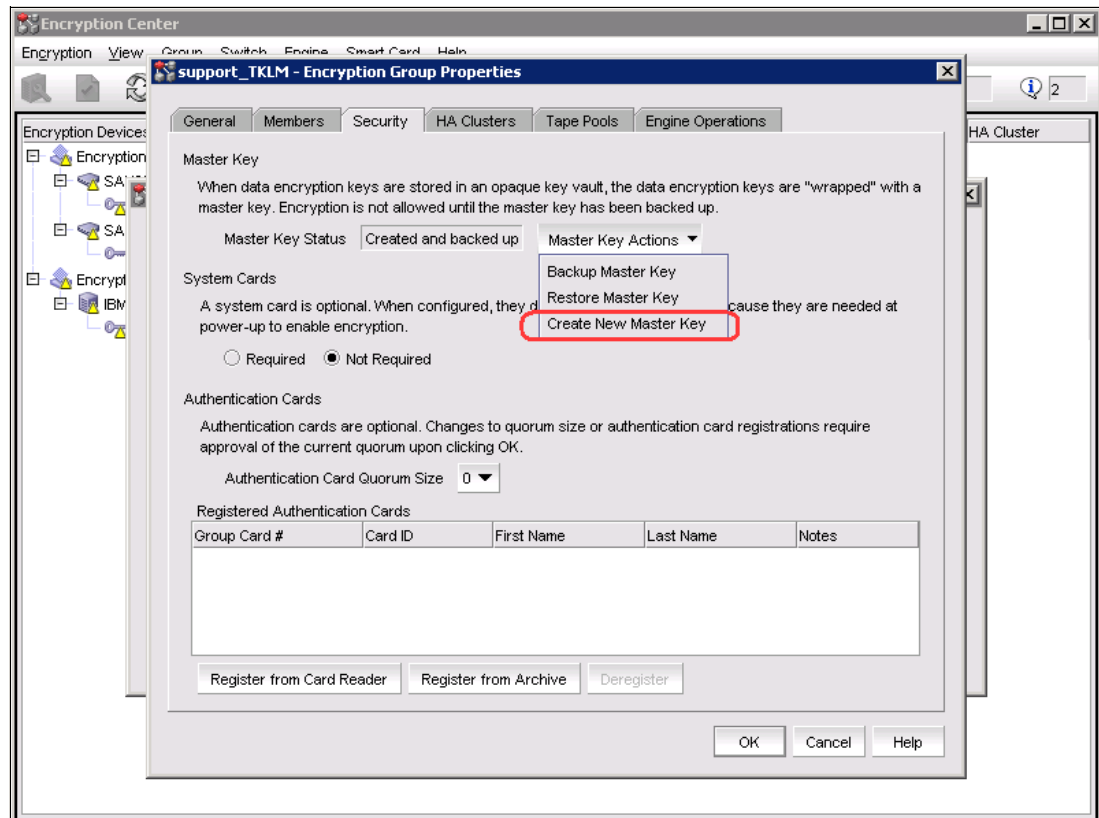 Encryption Center
Encryption View Group Switch Engine Smart Card Help
support_TKLM - Encryption Group Properties
2
General Members Security HA Clusters Tape Pools Engine Operations
Encryption Devices
HA Cluster
Encryption
SA
SA
Encrypt
IBM
Master Key
When data encryption keys are stored in an opaque key vault, the data encryption keys are "wrapped" with a
master key. Encryption is not allowed until the master key has been backed up.
Master Key Status Created and backed up Master Key Actions
Backup Master Key
Restore Master Key
Create New Master Key
System Cards
A system card is optional. When configured, they d cause they are needed at
power-up to enable encryption.
Required Not Required
Authentication Cards
Authentication cards are optional. Changes to quorum size or authentication card registrations require
approval of the current quorum upon clicking OK.
Authentication Card Quorum Size 0
Registered Authentication Cards
Group Card # Card ID First Name Last Name Notes
Register from Card Reader Register from Archive Deregister
OK Cancel Help